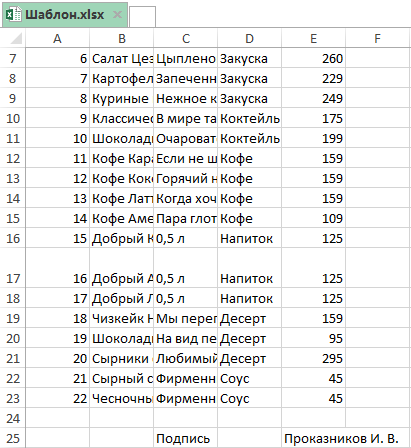 Шаблон.xlsx
A B C D E F
7 6 Салат Цез Цыплено Закуска 260
8 7 Картофел Запеченн Закуска 229
9 8 Куриные Нежное к Закуска 249
10 9 Классичес В мире та Коктейль 175
11 10 Шоколадн Очароват Коктейль 199
12 11 Кофе Кара Если не ш Кофе 159
13 12 Кофе Коко Горячий н Кофе 159
14 13 Кофе Латт Когда хоч Кофе 159
15 14 Кофе Аме Пара глот Кофе 109
16 15 Добрый К 0,5 л Напиток 125
17 16 Добрый А 0,5 л Напиток 125
18 17 Добрый Л 0,5 л Напиток 125
19 18 Чизкейк Н Мы перег Десерт 159
20 19 Шоколадн На вид пе Десерт 95
21 20 Сырники Любимый Десерт 295
22 21 Сырный с Фирменн Соус 45
23 22 Чесночны Фирменн Соус 45
24
25 Подпись Проказников И. В.